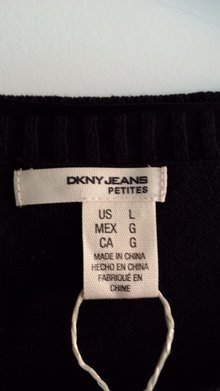 DKNY JEANS
PETITES
US L
MEX G
CA G
MADE IN CHINA
HECHO EN CHINA
FABRIQUÉ EN
CHINE